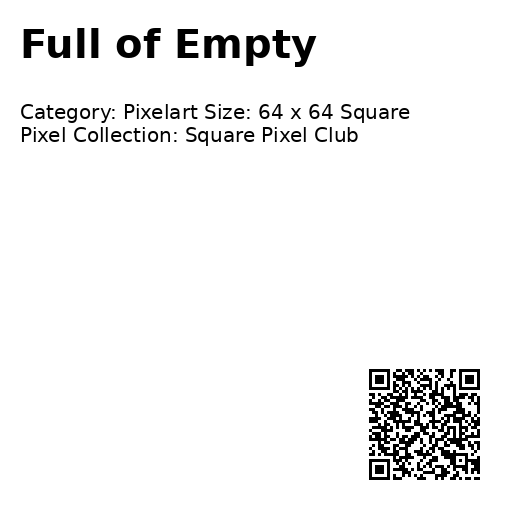 Full of Empty
Category: Pixelart Size: 64 x 64 Square
Pixel Collection: Square Pixel Club